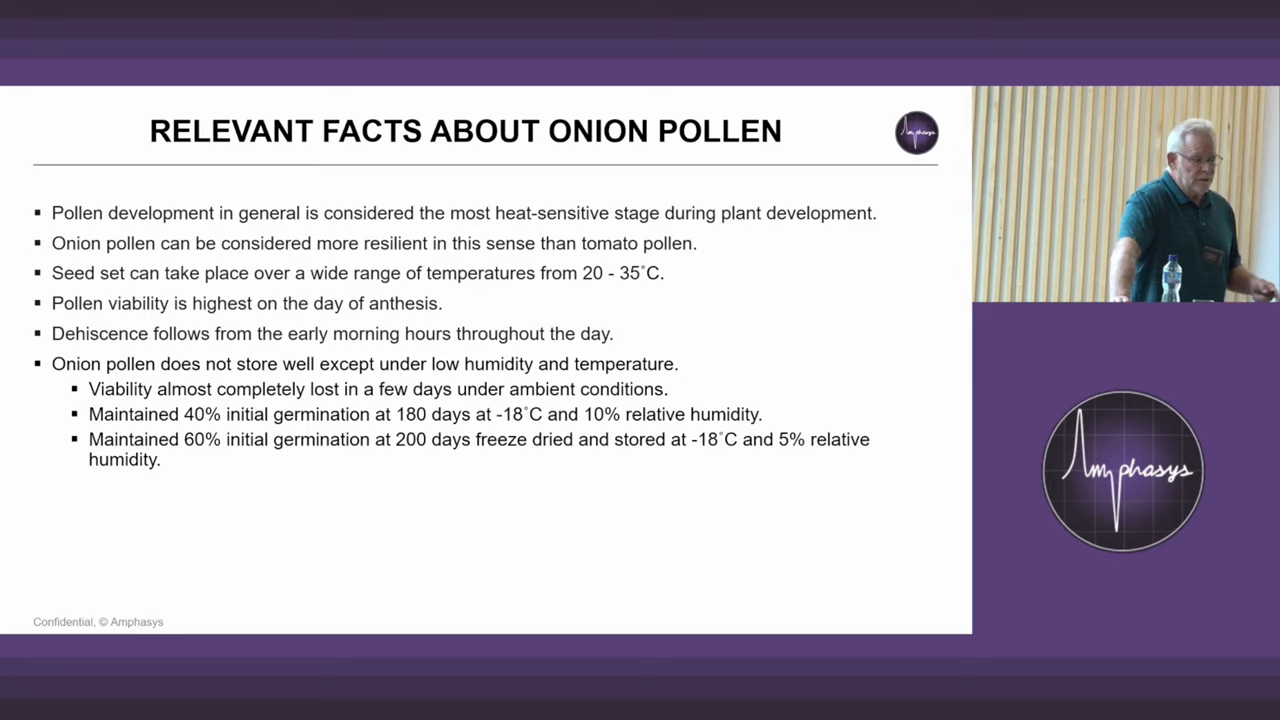 RELEVANT FACTS ABOUT ONION POLLEN
Amphasys
▪ Pollen development in general is considered the most heat-sensitive stage during plant development.
▪ Onion pollen can be considered more resilient in this sense than tomato pollen.
▪ Seed set can take place over a wide range of temperatures from 20 - 35°C.
▪ Pollen viability is highest on the day of anthesis.
▪ Dehiscence follows from the early morning hours throughout the day.
▪ Onion pollen does not store well except under low humidity and temperature.
▪ Viability almost completely lost in a few days under ambient conditions.
▪ Maintained 40% initial germination at 180 days at -18°C and 10% relative humidity.
▪ Maintained 60% initial germination at 200 days freeze dried and stored at -18°C and 5% relative
humidity.
Confidential, © Amphasys
Amphasys